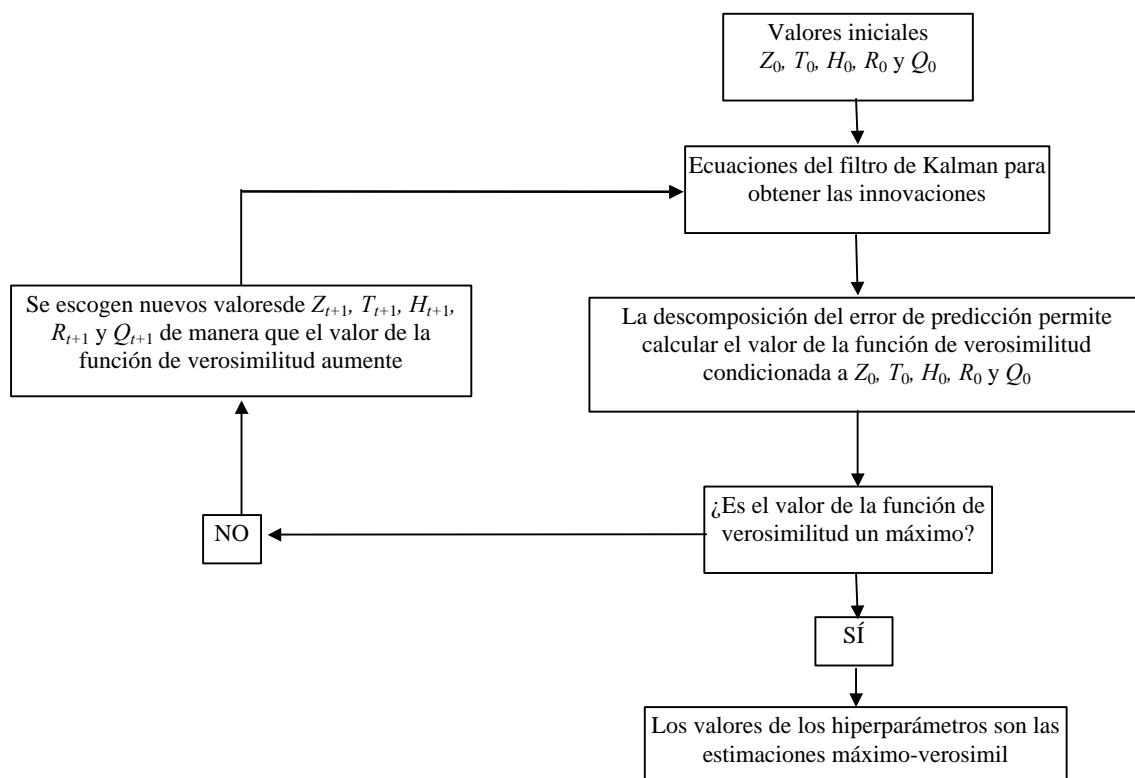 Valores iniciales
Z0, T0, H0, R0 y Q0
Ecuaciones del filtro de Kalman para
obtener las innovaciones
Se escogen nuevos valoresde Zt+1, Tt+1, Ht+1,
Rt+1 y Qt+1 de manera que el valor de la
función de verosimilitud aumente
La descomposición del error de predicción permite
calcular el valor de la función de verosimilitud
condicionada a Z0, T0, H0, R0 y Q0
¿Es el valor de la función de
verosimilitud un máximo?
NO
SÍ
Los valores de los hiperparámetros son las
estimaciones máximo-verosimil